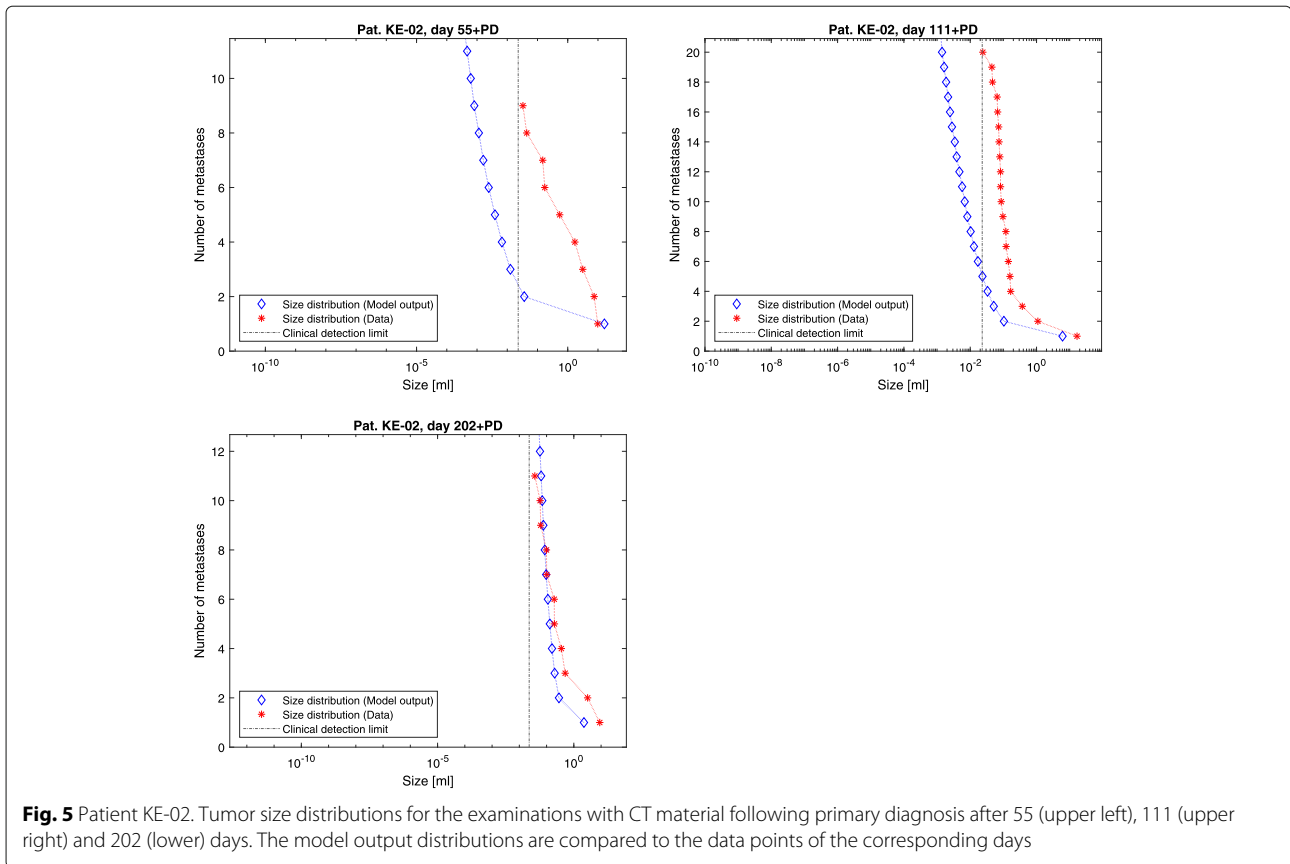 Pat. KE-02, day 55+PD
Number of metastases
10
8
6
4
2
0
Size distribution (Model output)
Size distribution (Data)
Clinical detection limit
10^-10
10^-5
10^0
Size [ml]
Pat. KE-02, day 111+PD
Number of metastases
20
18
16
14
12
10
8
6
4
2
0
Size distribution (Model output)
Size distribution (Data)
Clinical detection limit
10^-10
10^-8
10^-6
10^-4
10^-2
10^0
Size [ml]
Pat. KE-02, day 202+PD
Number of metastases
12
10
8
6
4
2
0
Size distribution (Model output)
Size distribution (Data)
Clinical detection limit
10^-10
10^-5
10^0
Size [ml]
Fig. 5 Patient KE-02. Tumor size distributions for the examinations with CT material following primary diagnosis after 55 (upper left), 111 (upper
right) and 202 (lower) days. The model output distributions are compared to the data points of the corresponding days